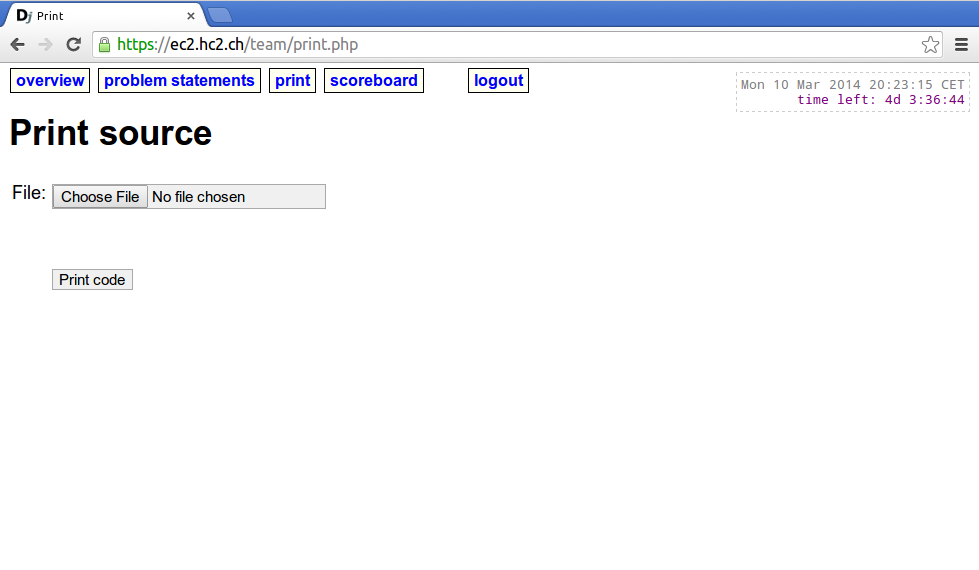 Dj Print
https://ec2.hc2.ch/team/print.php
overview problem statements print scoreboard logout
Mon 10 Mar 2014 20:23:15 CET
time left: 4d 3:36:44
Print source
File: Choose File No file chosen
Print code